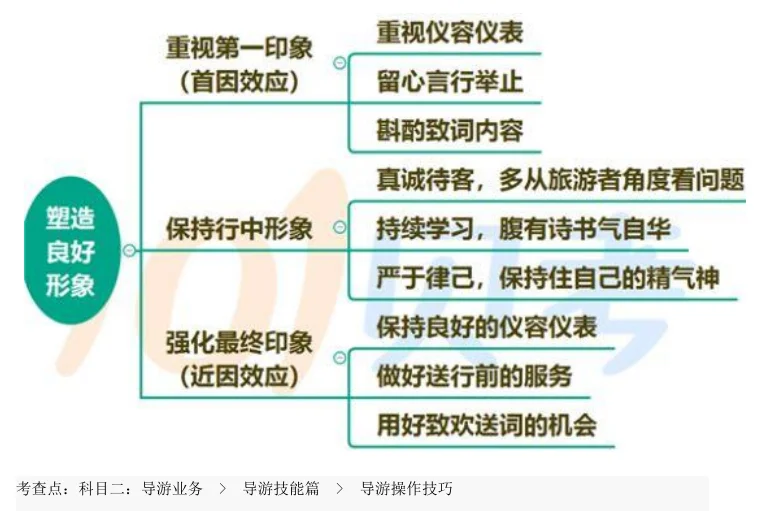 塑造
良好
形象
重视第一印象
（首因效应）
重视仪容仪表
留心言行举止
斟酌致词内容
保持行中形象
真诚待客，多从旅游者角度看问题
持续学习，腹有诗书气自华
严于律己，保持住自己的精气神
强化最终印象
（近因效应）
保持良好的仪容仪表
做好送行前的服务
用好致欢送词的机会
101贝考
考查点：科目二：导游业务 > 导游技能篇 > 导游操作技巧